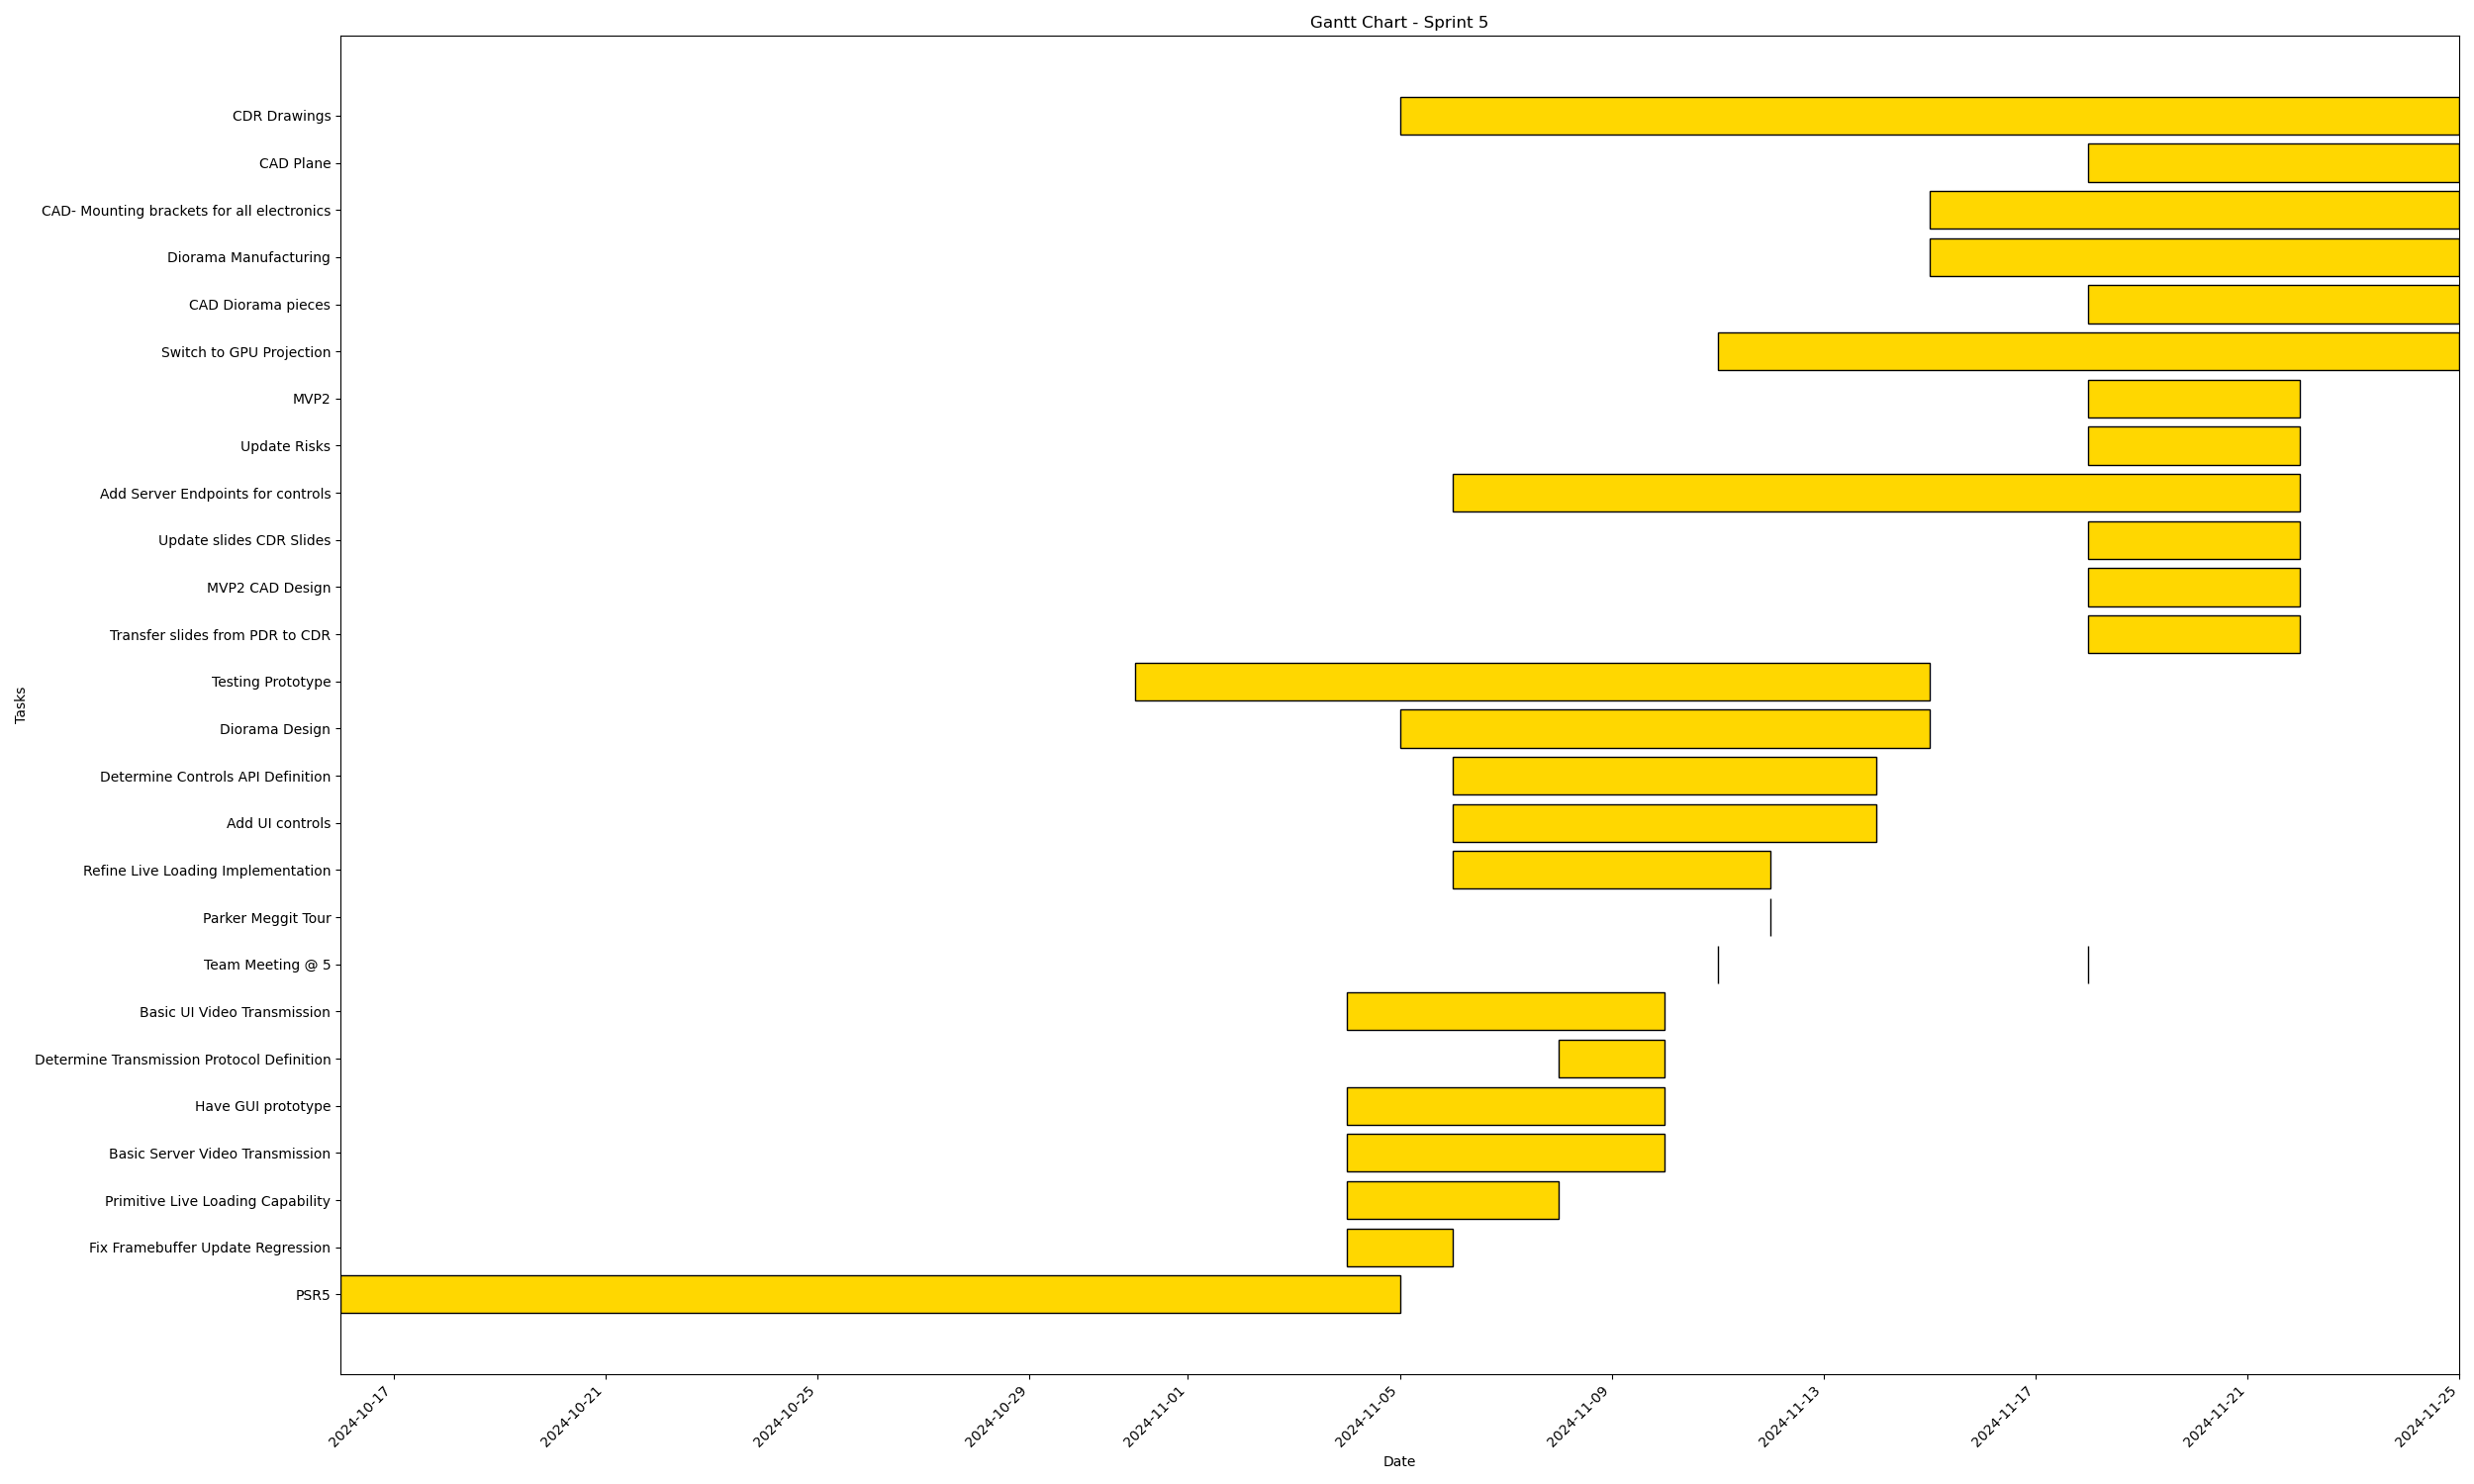 Gantt Chart - Sprint 5
CDR Drawings
CAD Plane
CAD- Mounting brackets for all electronics
Diorama Manufacturing
CAD Diorama pieces
Switch to GPU Projection
MVP2
Update Risks
Add Server Endpoints for controls
Update slides CDR Slides
MVP2 CAD Design
Transfer slides from PDR to CDR
Testing Prototype
Diorama Design
Determine Controls API Definition
Add UI controls
Refine Live Loading Implementation
Parker Meggit Tour
Team Meeting @ 5
Basic UI Video Transmission
Determine Transmission Protocol Definition
Have GUI prototype
Basic Server Video Transmission
Primitive Live Loading Capability
Fix Framebuffer Update Regression
PSR5
Tasks
2024-10-17
2024-10-21
2024-10-25
2024-10-29
2024-11-01
2024-11-05
2024-11-09
2024-11-13
2024-11-17
2024-11-21
2024-11-25
Date